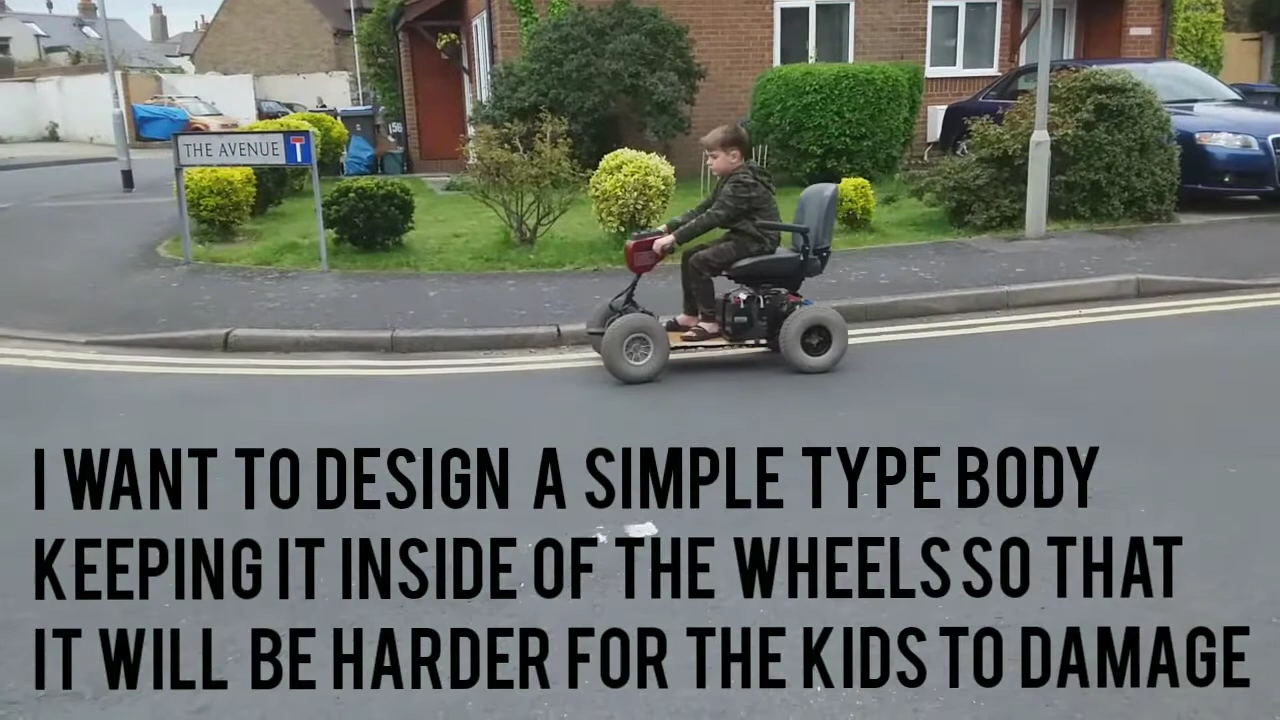 THE AVENUE T
156
I WANT TO DESIGN A SIMPLE TYPE BODY
KEEPING IT INSIDE OF THE WHEELS SO THAT
IT WILL BE HARDER FOR THE KIDS TO DAMAGE